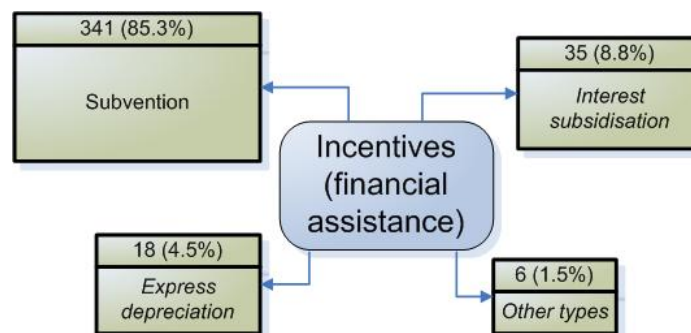 341 (85.3%)
Subvention
35 (8.8%)
Interest
subsidisation
Incentives
(financial
assistance)
18 (4.5%)
Express
depreciation
6 (1.5%)
Other types